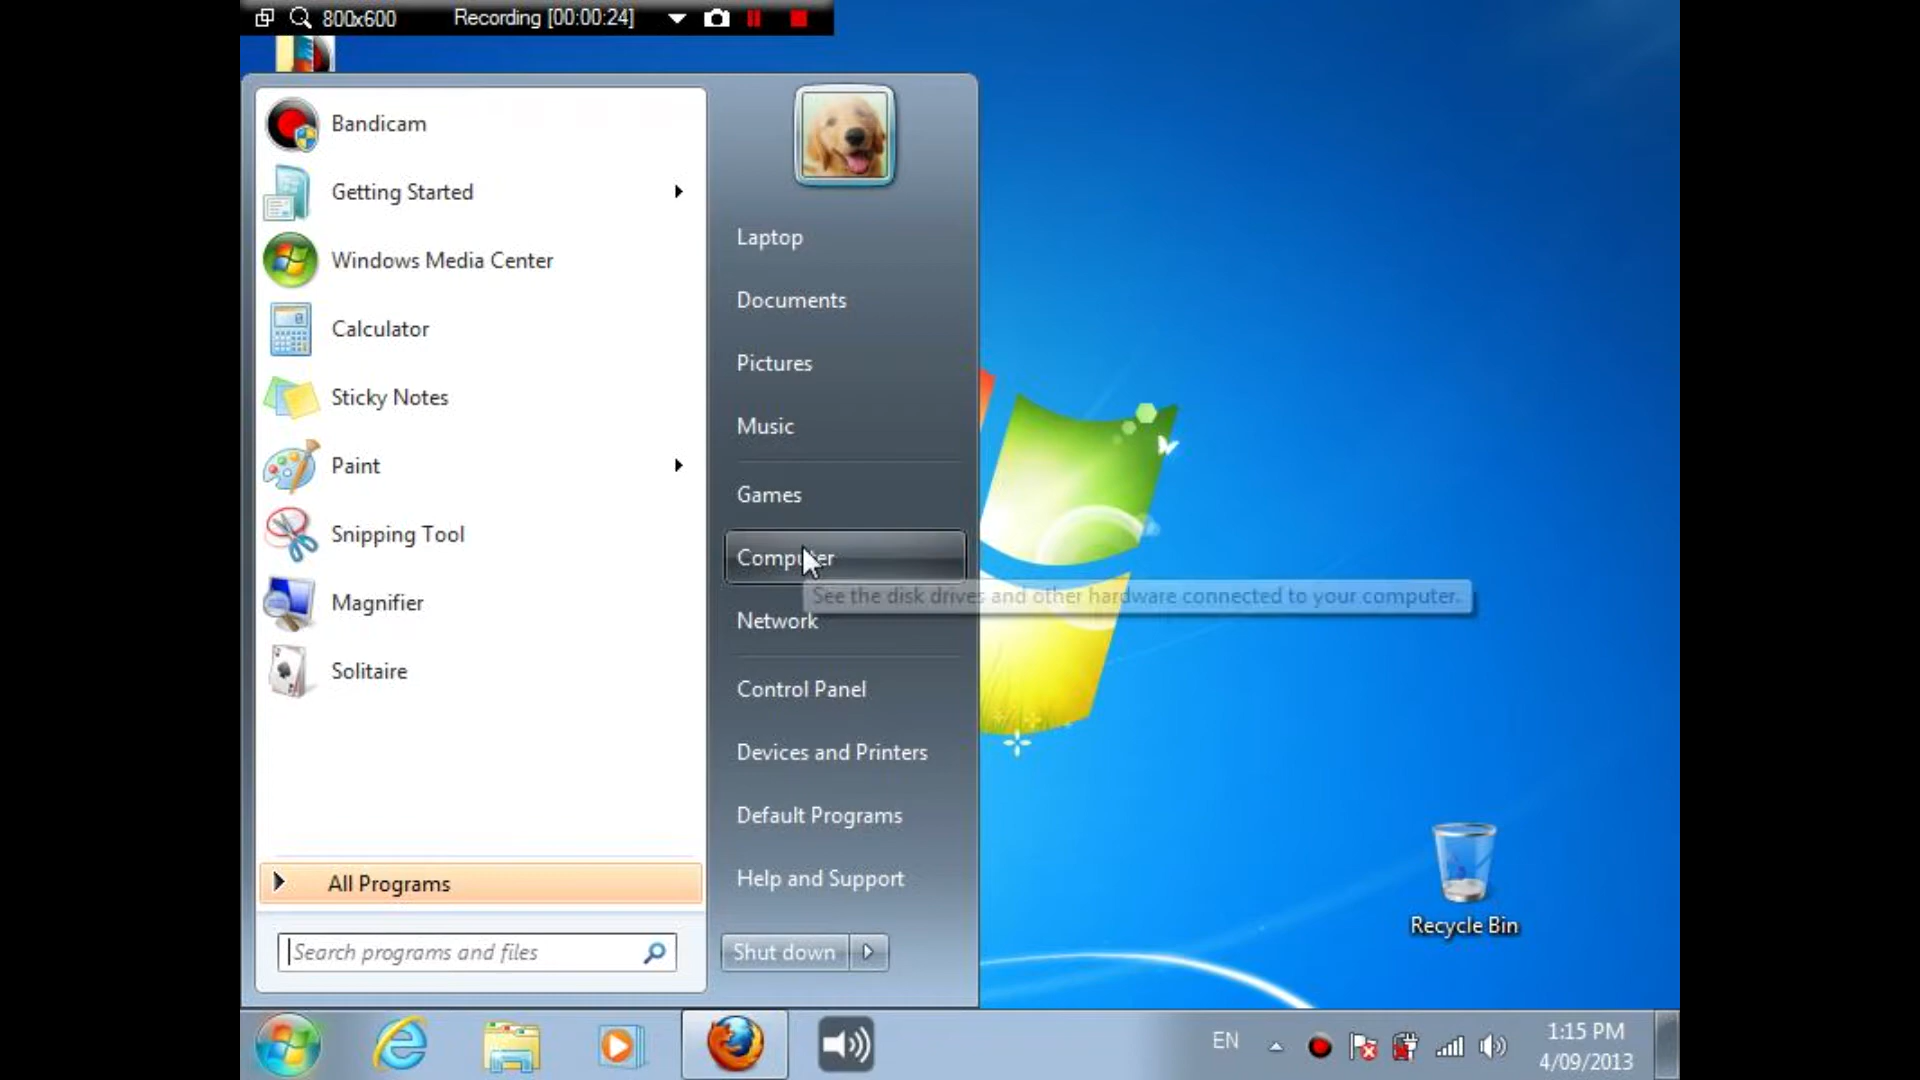 800x600 Recording [00:00:24]
Bandicam
Getting Started
Windows Media Center
Calculator
Sticky Notes
Paint
Snipping Tool
Magnifier
Solitaire
All Programs
Search programs and files
Laptop
Documents
Pictures
Music
Games
Computer
See the disk drives and other hardware connected to your computer.
Network
Control Panel
Devices and Printers
Default Programs
Help and Support
Shut down
Recycle Bin
EN
1:15 PM
4/09/2013